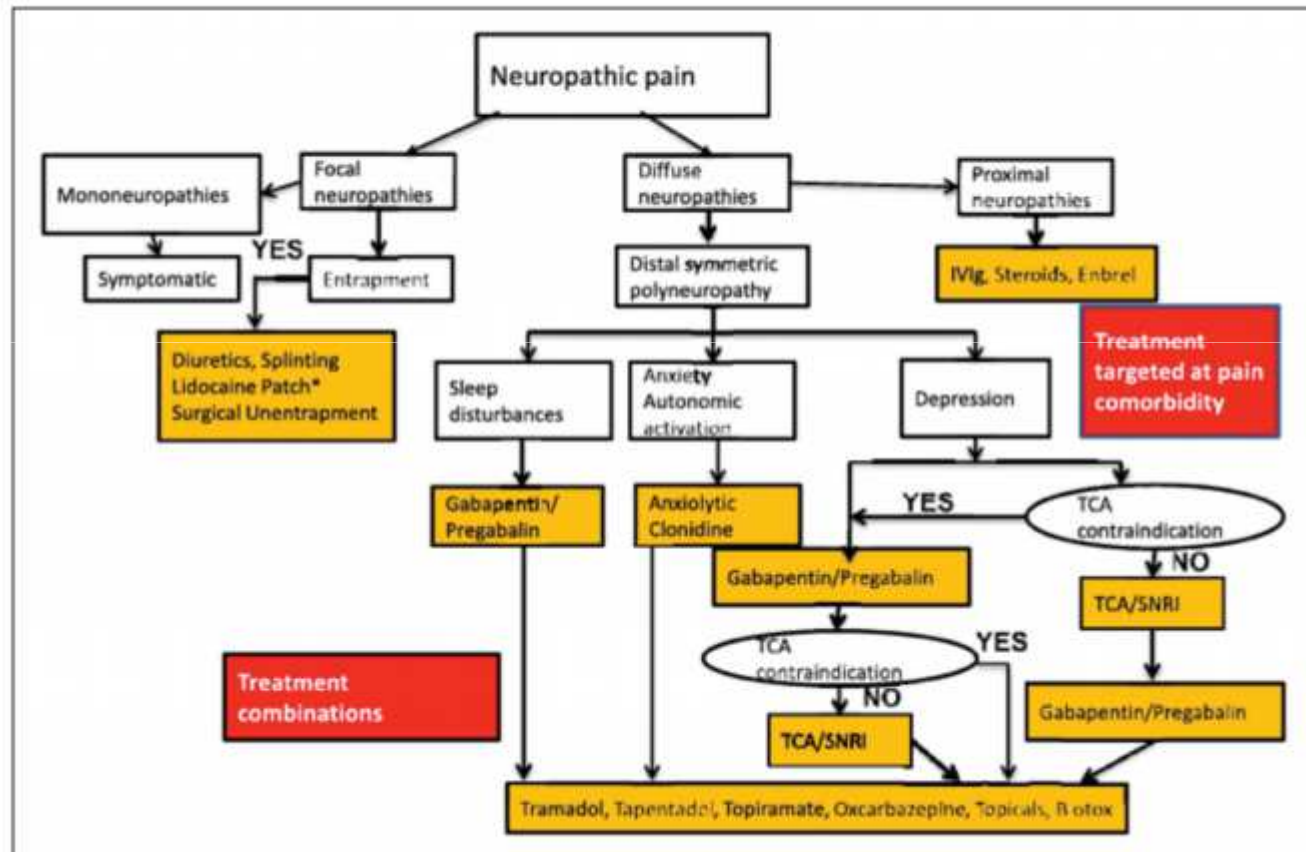 Neuropathic pain
Mononeuropathies
Focal
neuropathies
Diffuse
neuropathies
Proximal
neuropathies
YES
Symptomatic
Entrapment
Distal symmetric
polyneuropathy
IVIg, Steroids, Enbrel
Diuretics, Splinting
Lidocaine Patch*
Surgical Unentrapment
Sleep
disturbances
Anxiety
Autonomic
activation
Depression
Treatment
targeted at pain
comorbidity
Gabapentin/
Pregabalin
Anxiolytic
Clonidine
YES
TCA
contraindication
NO
Gabapentin/Pregabalin
TCA/SNRI
TCA
contraindication
YES
NO
Treatment
combinations
TCA/SNRI
Gabapentin/Pregabalin
Tramadol, Tapentadol, Topiramate, Oxcarbazepine, Topicals, Botox